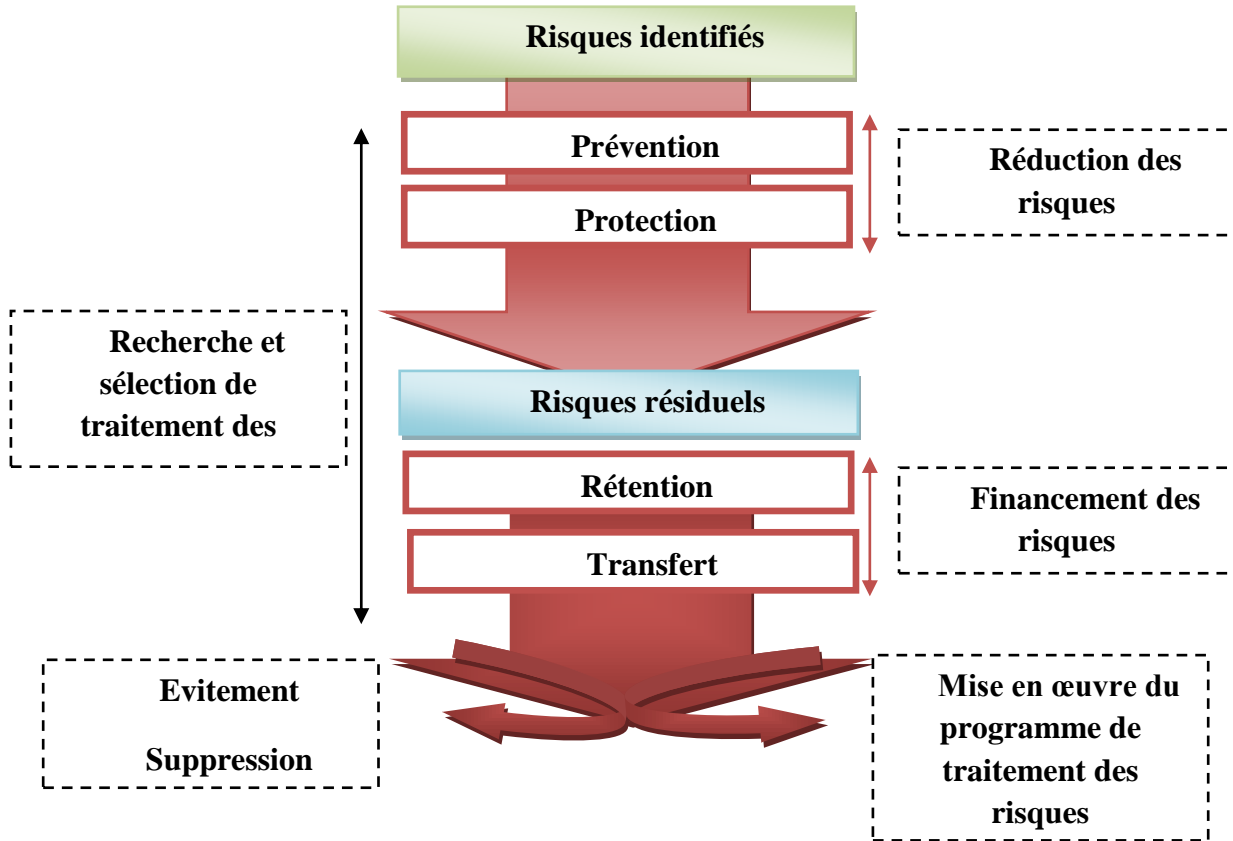 Risques identifiés
Prévention
Protection
Réduction des
risques
Recherche et
sélection de
traitement des
Risques résiduels
Rétention
Transfert
Financement des
risques
Evitement
Suppression
Mise en œuvre du
programme de
traitement des
risques